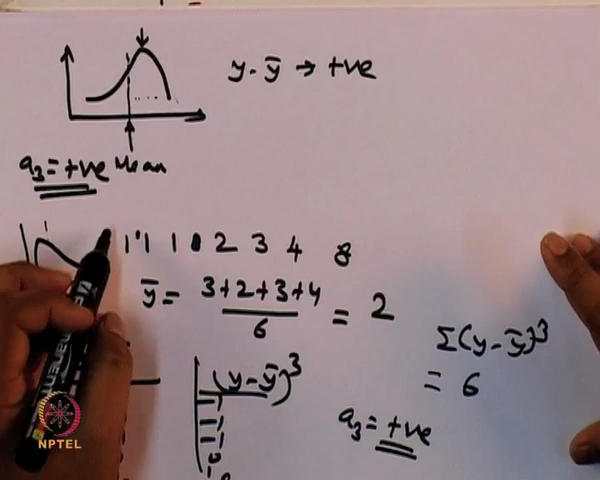 y - ȳ → +ve
a₃ = +ve Mean
1 1 1 2 3 4 8
ȳ = 3+2+3+4 / 6 = 2
Σ(y-ȳ)³
= 6
(y-ȳ)³
a₃ = +ve
NPTEL